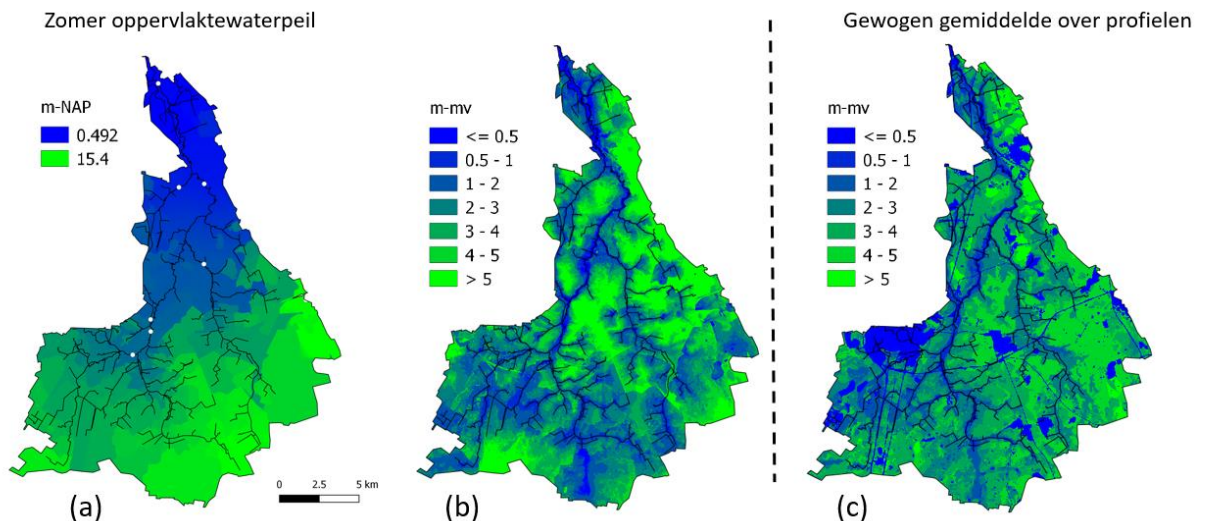 Zomer oppervlaktewaterpeil
Gewogen gemiddelde over profielen
m-NAP
0.492
15.4
0 2.5 5 km
(a)
m-mv
<= 0.5
0.5 - 1
1 - 2
2 - 3
3 - 4
4 - 5
> 5
(b)
m-mv
<= 0.5
0.5 - 1
1 - 2
2 - 3
3 - 4
4 - 5
> 5
(c)